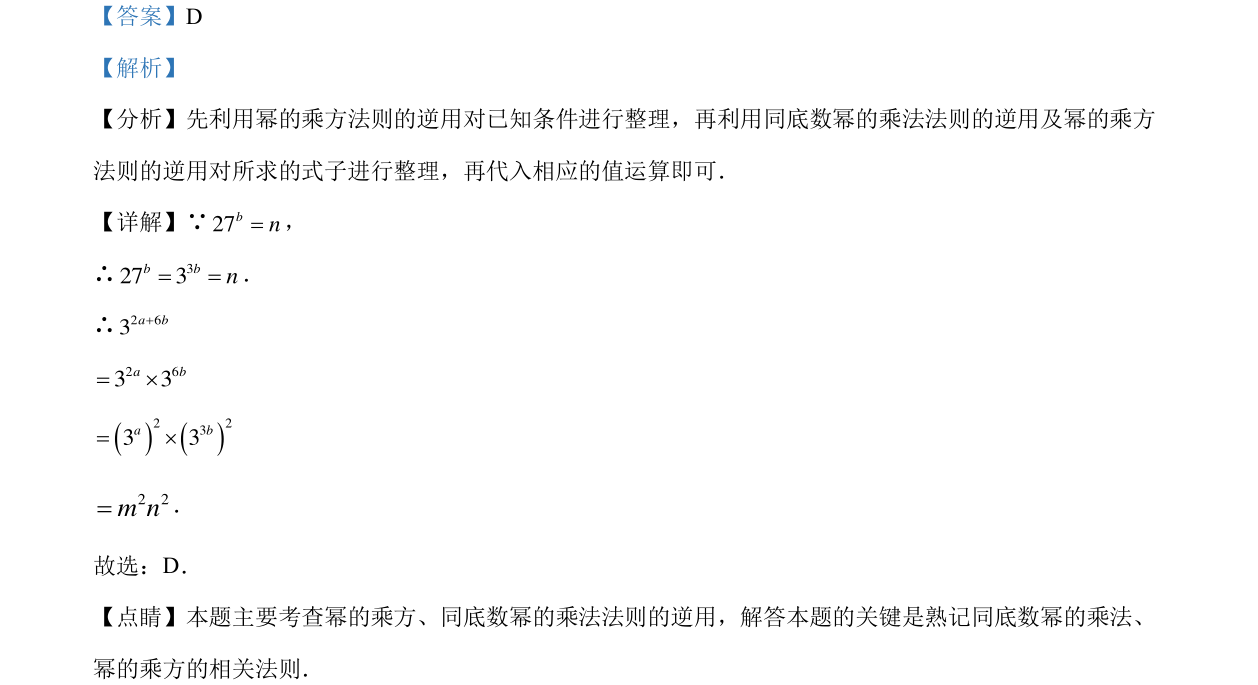 【答案】D
【解析】
【分析】先利用幂的乘方法则的逆用对已知条件进行整理，再利用同底数幂的乘法法则的逆用及幂的乘方
法则的逆用对所求的式子进行整理，再代入相应的值运算即可．
【详解】∵ $27^b = n$，
∴ $27^b = 3^{3b} = n$．
∴ $3^{2a+6b}$
$= 3^{2a} \times 3^{6b}$
$= \left(3^a\right)^2 \times \left(3^{3b}\right)^2$
$= m^2n^2$．
故选：D．
【点睛】本题主要考查幂的乘方、同底数幂的乘法法则的逆用，解答本题的关键是熟记同底数幂的乘法、
幂的乘方的相关法则．